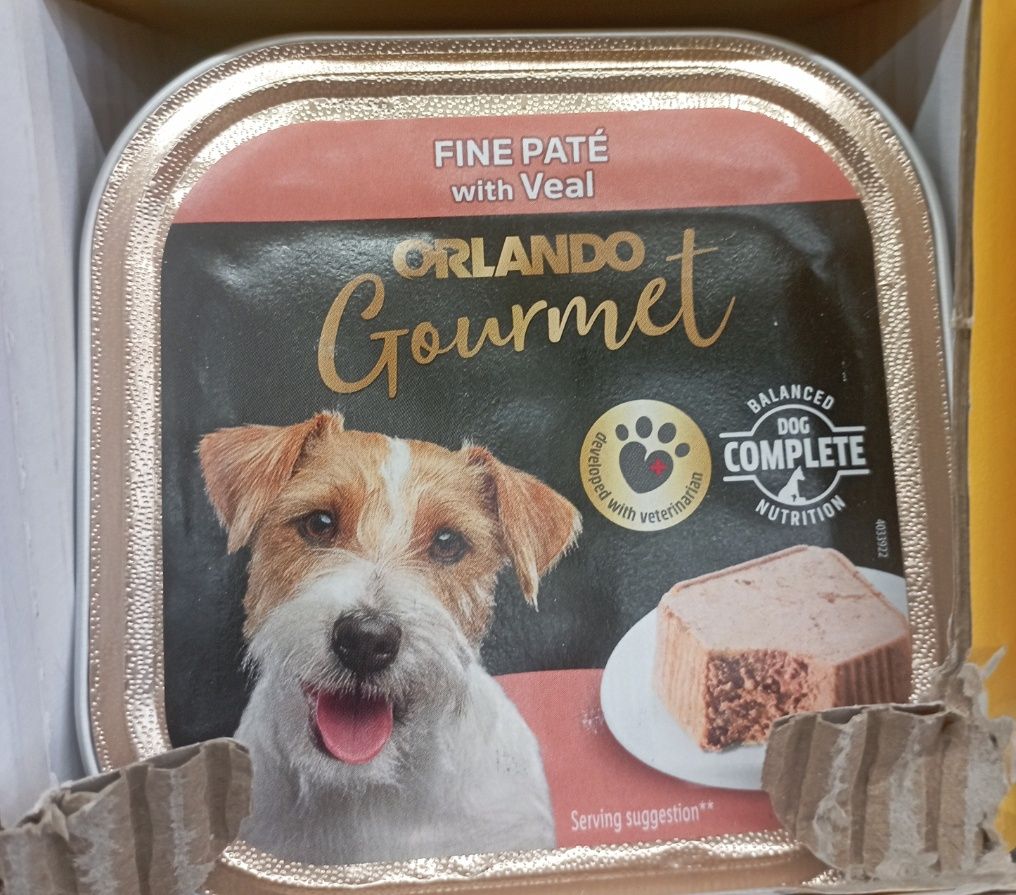 FINE PATÉ
with Veal
ORLANDO
Gourmet
developed with veterinarian
BALANCED
DOG
COMPLETE
NUTRITION
4033922
Serving suggestion**